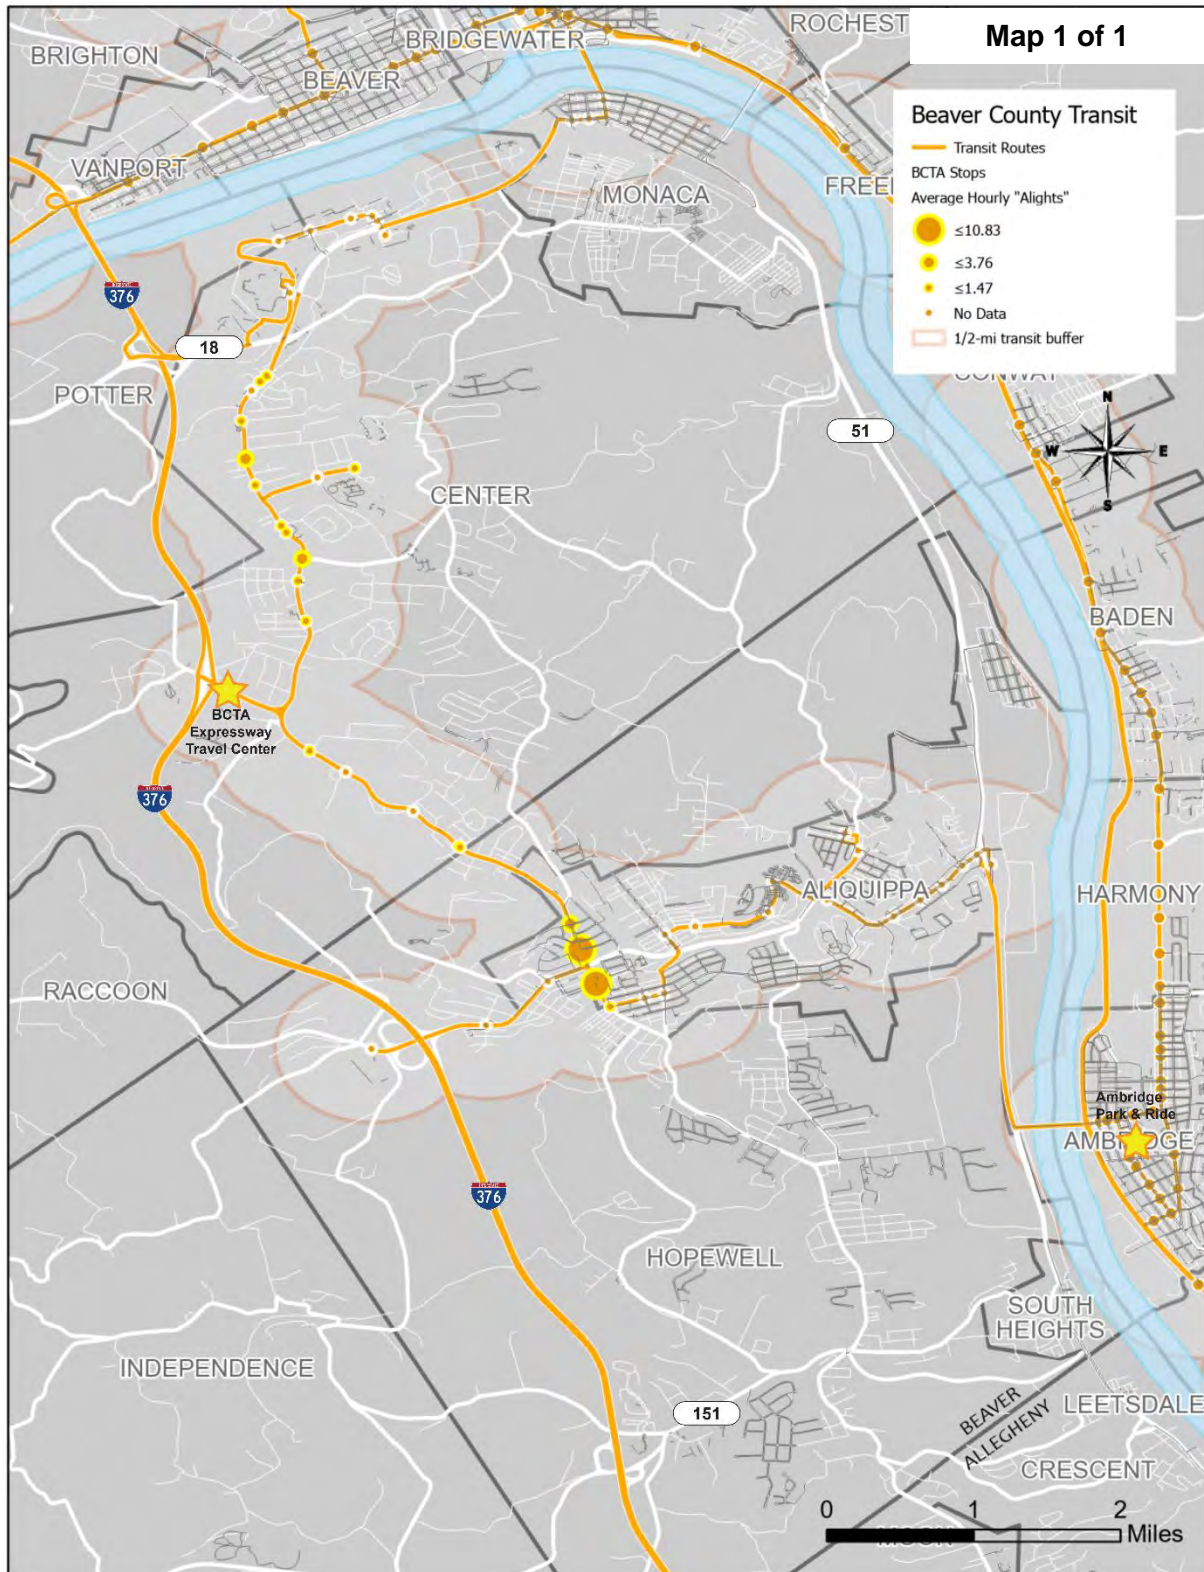 Map 1 of 1
BRIGHTON
BRIDGEWATER
ROCHEST
BEAVER
VANPORT
MONACA
FREE
Beaver County Transit
Transit Routes
BCTA Stops
Average Hourly "Alights"
≤10.83
≤3.76
≤1.47
No Data
1/2-mi transit buffer
376
18
POTTER
CONWAY
N
W
E
S
51
CENTER
BADEN
BCTA
Expressway
Travel Center
376
ALIQUIPPA
HARMONY
RACCOON
Ambridge
Park & Ride
AMBRIDGE
376
HOPEWELL
SOUTH
HEIGHTS
INDEPENDENCE
151
BEAVER
ALLEGHENY
LEETSDALE
CRESCENT
0 1 2
Miles
MOON